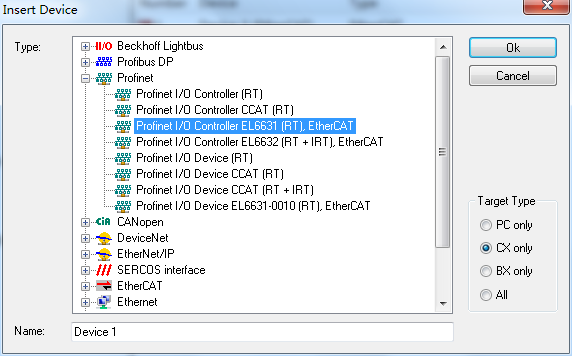 Insert Device
Type:
II/O Beckhoff Lightbus
Profibus DP
Profinet
Profinet I/O Controller (RT)
Profinet I/O Controller CCAT (RT)
Profinet I/O Controller EL6631 (RT), EtherCAT
Profinet I/O Controller EL6632 (RT + IRT), EtherCAT
Profinet I/O Device (RT)
Profinet I/O Device CCAT (RT)
Profinet I/O Device CCAT (RT + IRT)
Profinet I/O Device EL6631-0010 (RT), EtherCAT
CiA CANopen
DeviceNet
EtherNet/IP
SERCOS interface
EtherCAT
Ethernet
Ok
Cancel
Target Type
PC only
CX only
BX only
All
Name:
Device 1